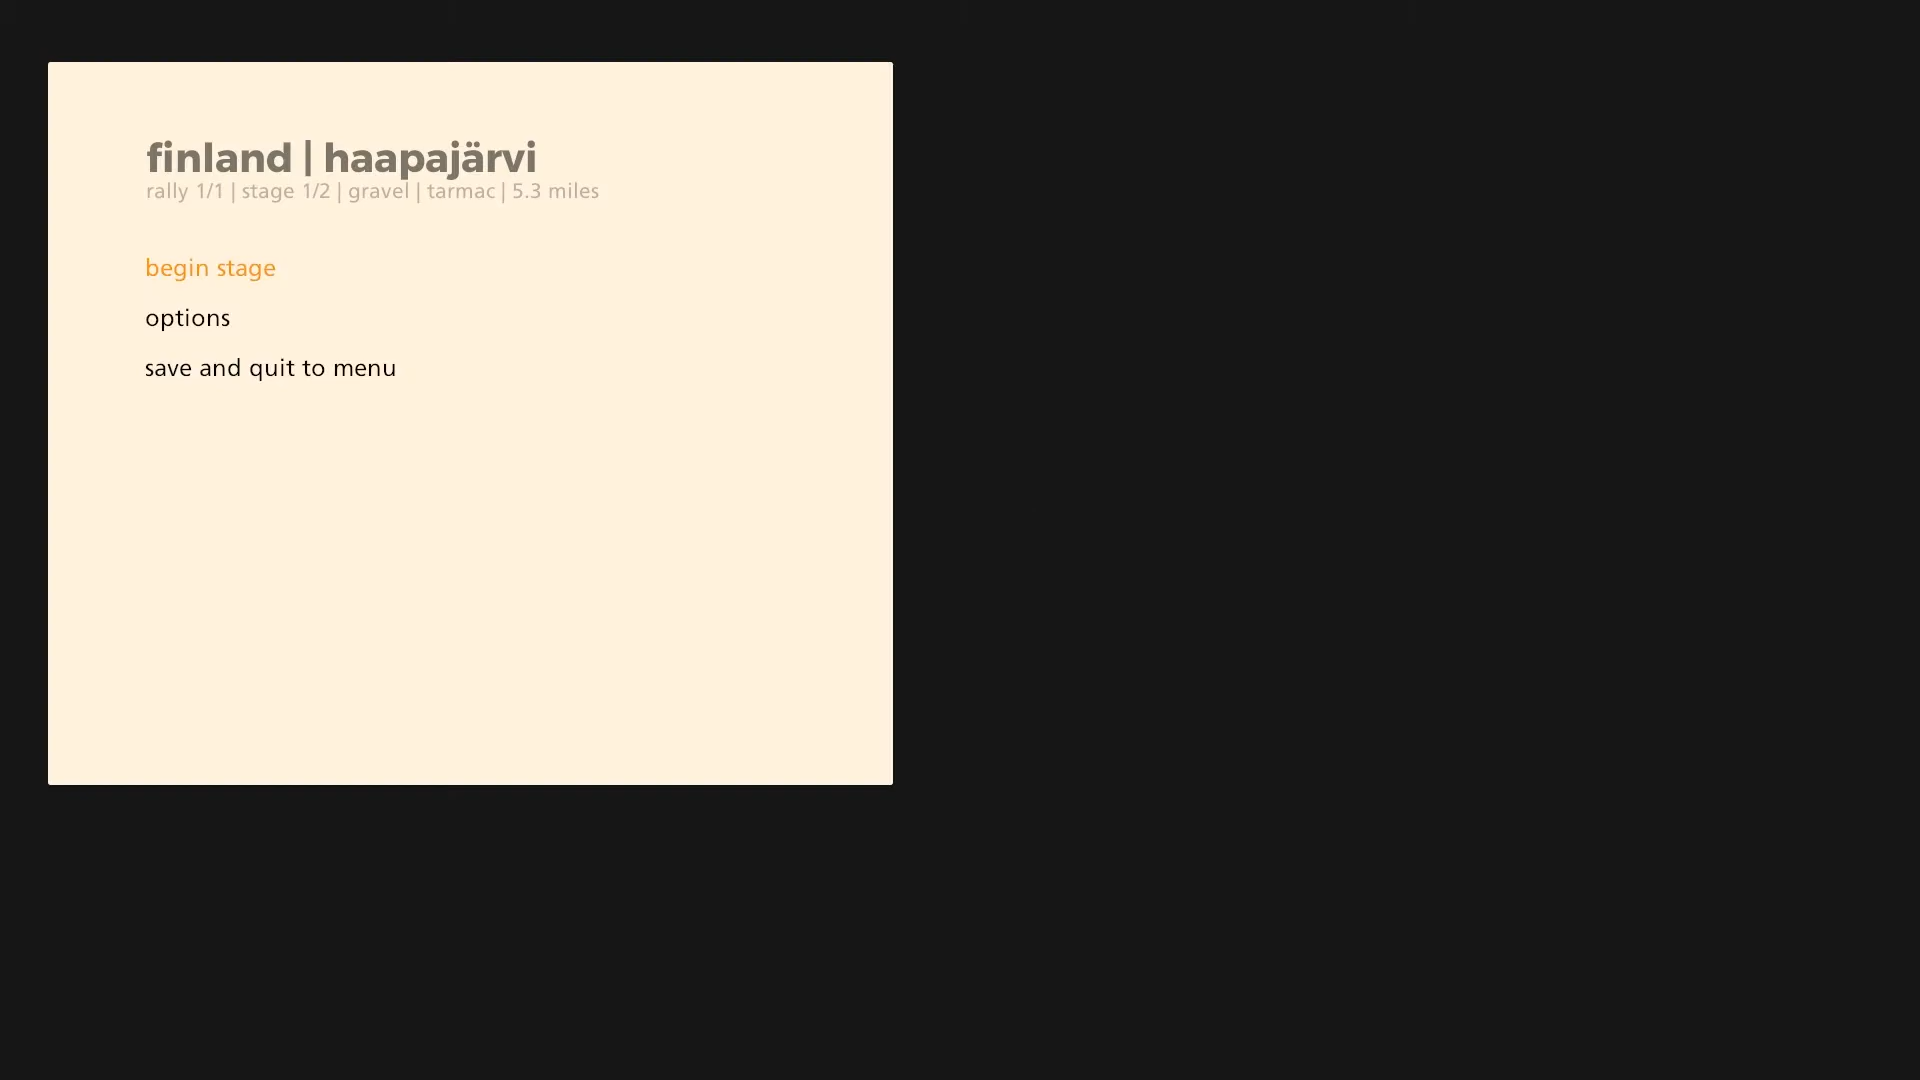 finland | haapajärvi
rally 1/1 | stage 1/2 | gravel | tarmac | 5.3 miles
begin stage
options
save and quit to menu